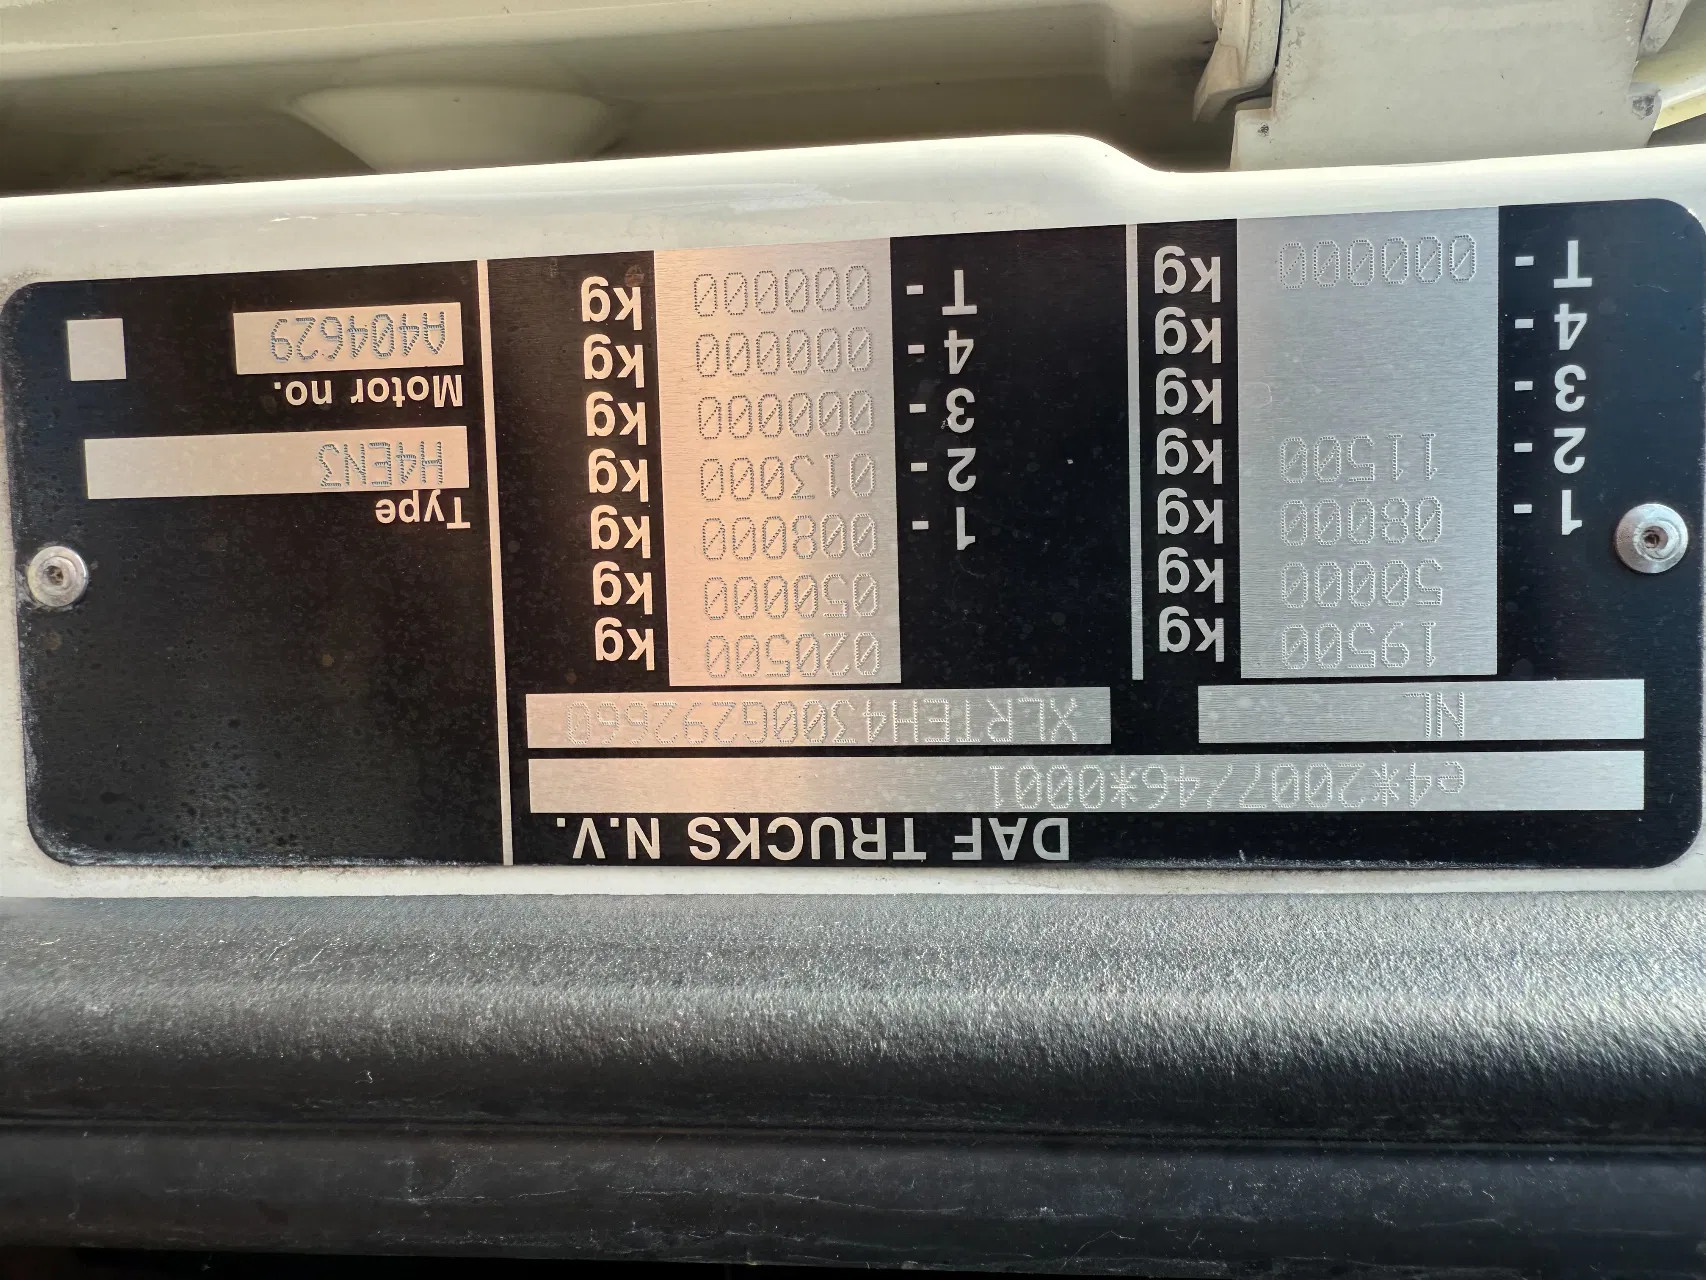 DAF TRUCKS N.V.
e4*2007/46*0001
NL
XLRTEH4300G292660
19500 kg
50000 kg
1 - 08000 kg
2 - 11500 kg
3 - kg
4 - kg
T - 000000 kg
020500 kg
050000 kg
1 - 008000 kg
2 - 013000 kg
3 - 000000 kg
4 - 000000 kg
T - 000000 kg
Type
H4EN3
Motor no.
A404629